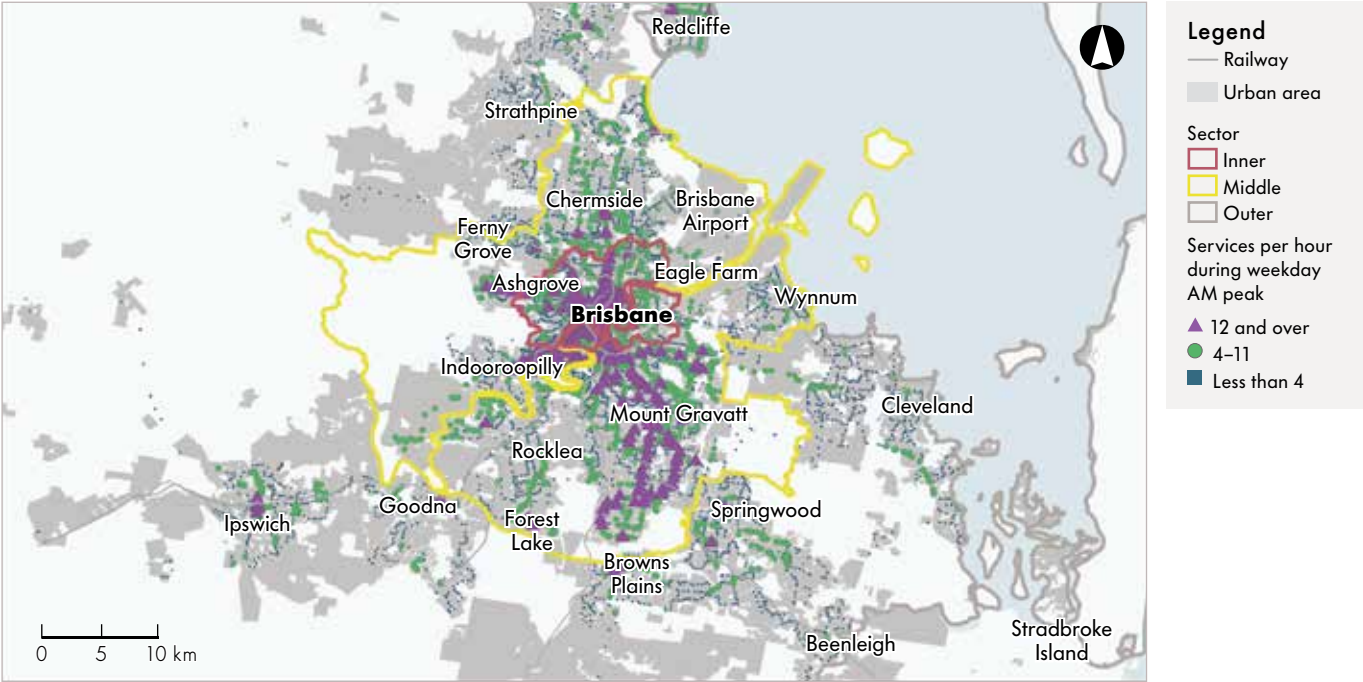 Redcliffe
Strathpine
Chermside
Brisbane
Airport
Ferny
Grove
Eagle Farm
Ashgrove
Wynnum
Brisbane
Indooroopilly
Mount Gravatt
Cleveland
Rocklea
Goodna
Springwood
Ipswich
Forest
Lake
Browns
Plains
Beenleigh
Stradbroke
Island
0 5 10 km
Legend
Railway
Urban area
Sector
Inner
Middle
Outer
Services per hour
during weekday
AM peak
12 and over
4–11
Less than 4